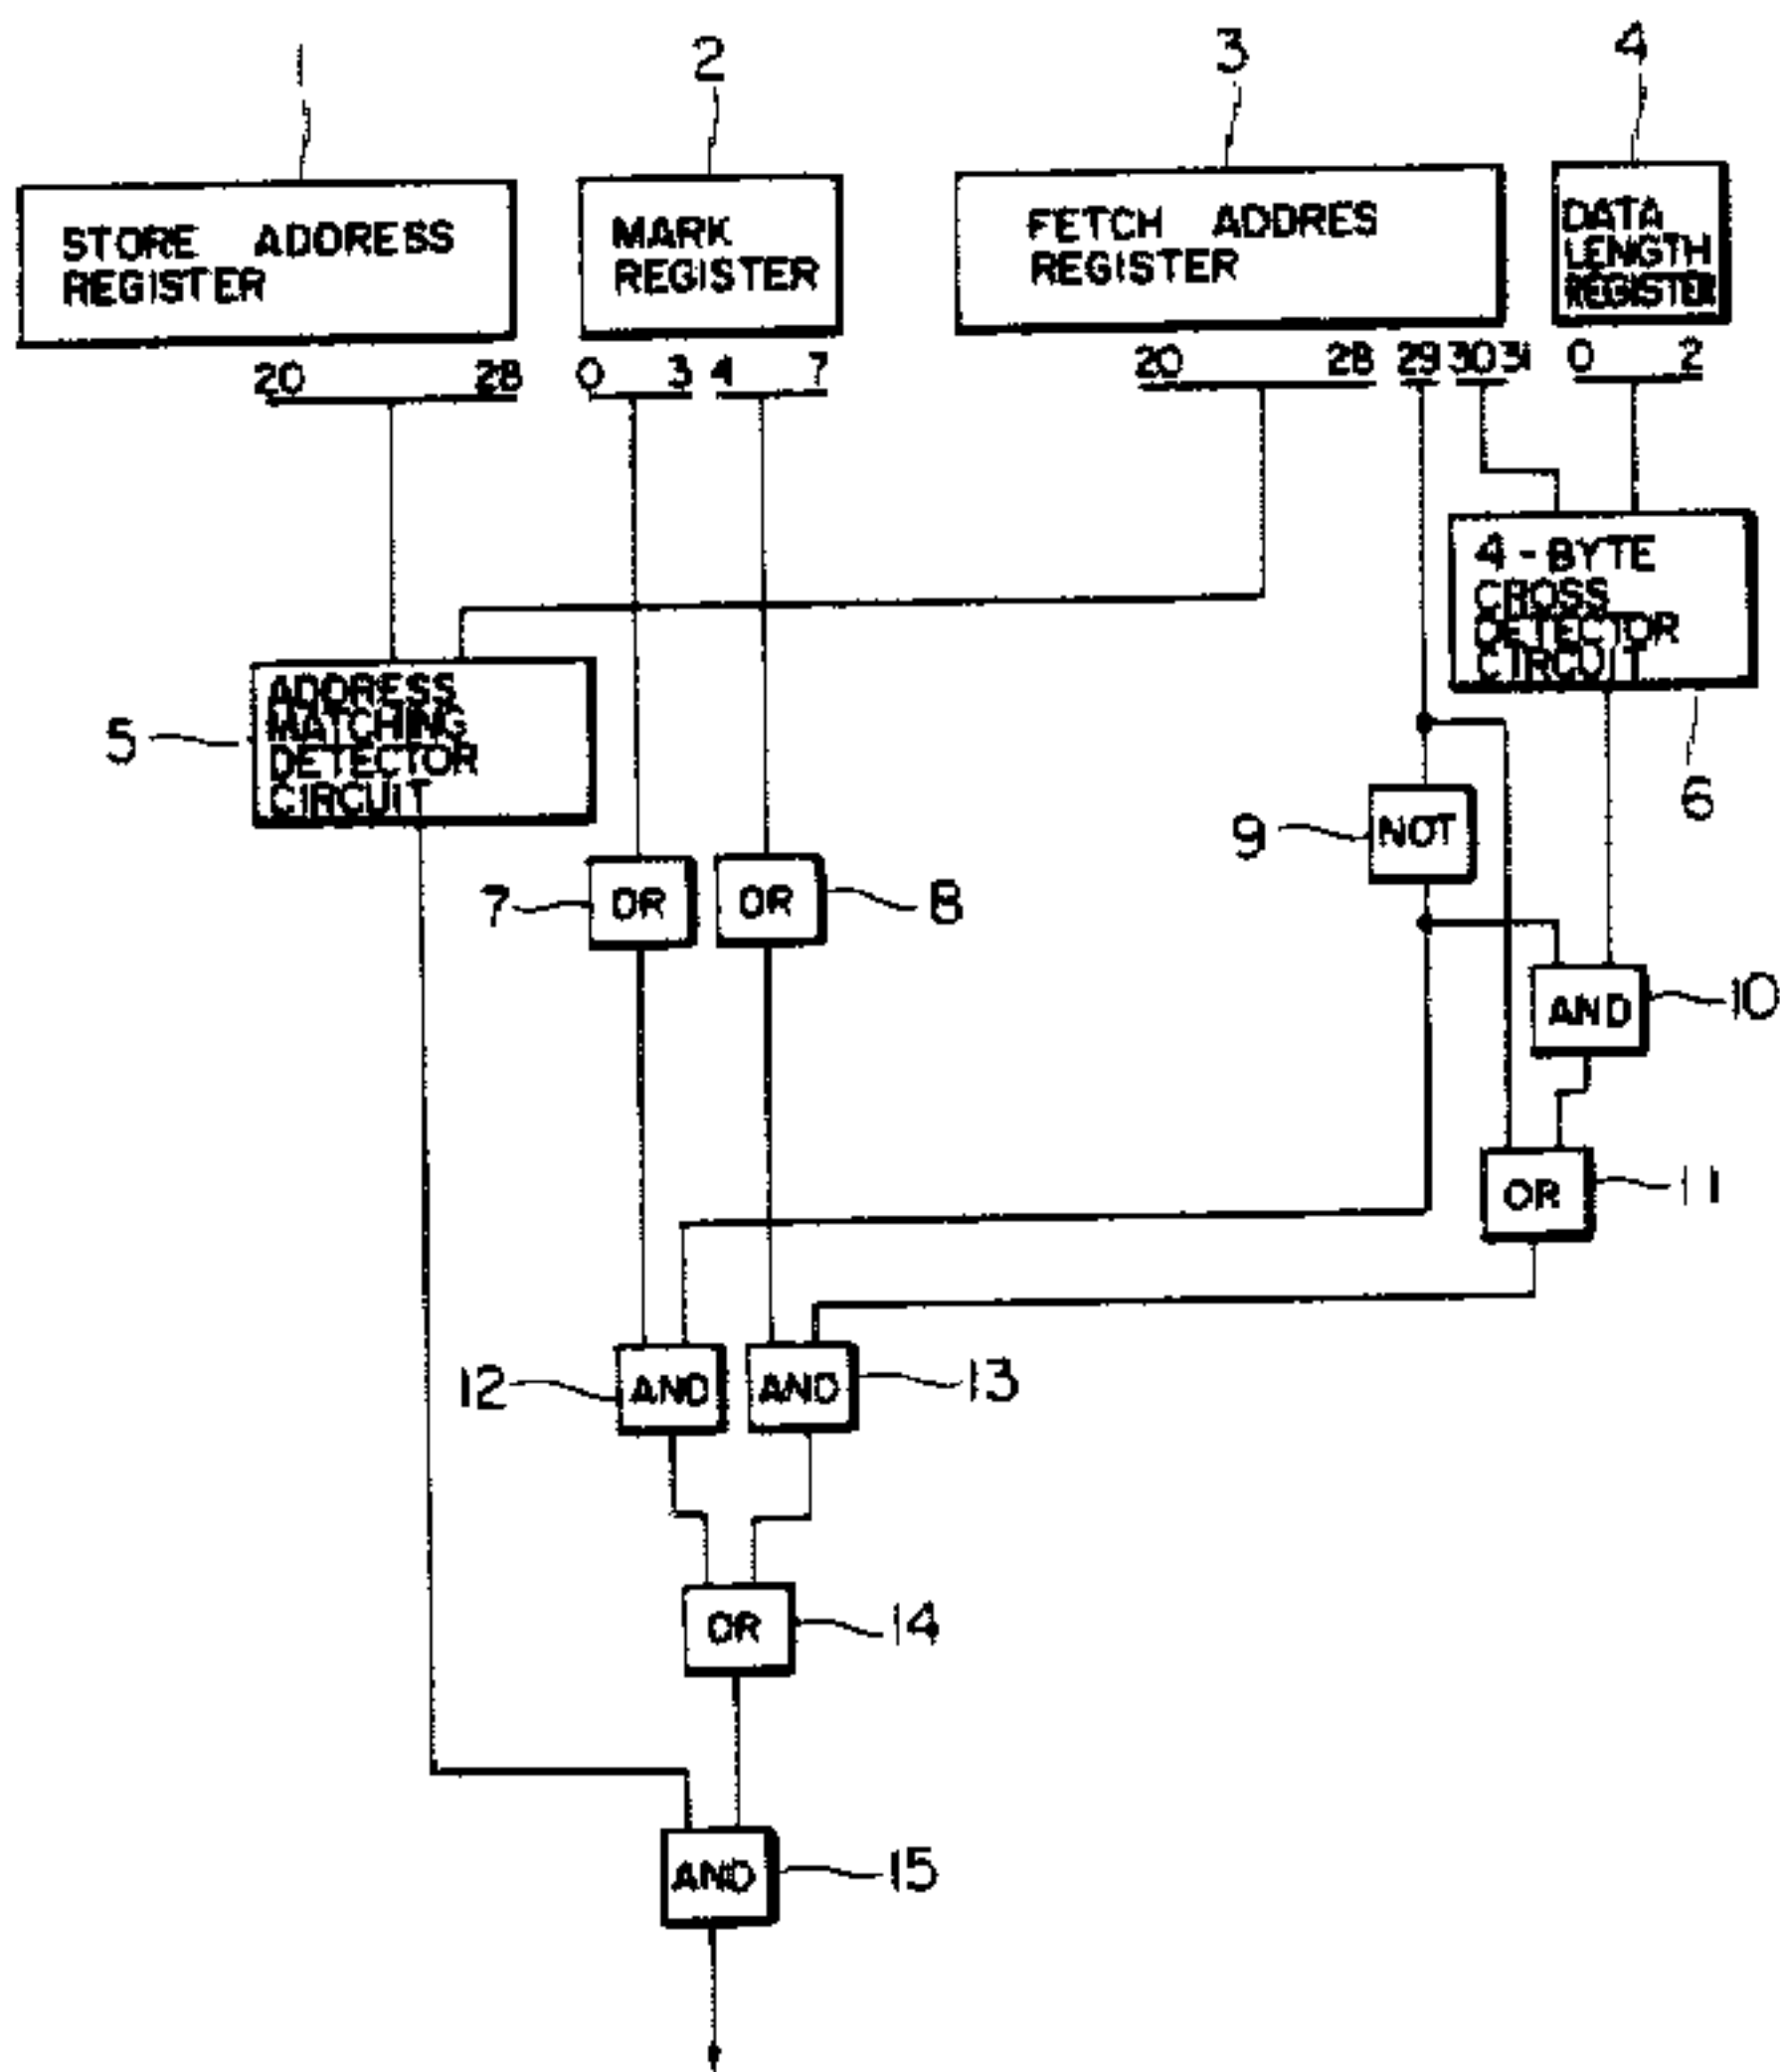 1
2
3
4
STORE ADDRESS
REGISTER
MARK
REGISTER
FETCH ADDRES
REGISTER
DATA
LENGTH
REGISTER
20 28
0 3 4 7
20 28 29 30 31
0 2
4-BYTE
CROSS
DETECTOR
CIRCUIT
6
ADDRESS
MATCHING
DETECTOR
CIRCUIT
5
NOT
9
OR
7
OR
8
AND
10
OR
11
AND
12
AND
13
OR
14
AND
15